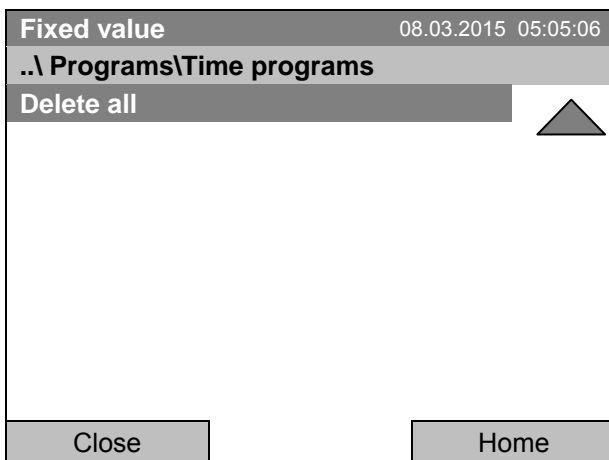 Fixed value 08.03.2015 05:05:06
..\ Programs\Time programs
Delete all
Close Home